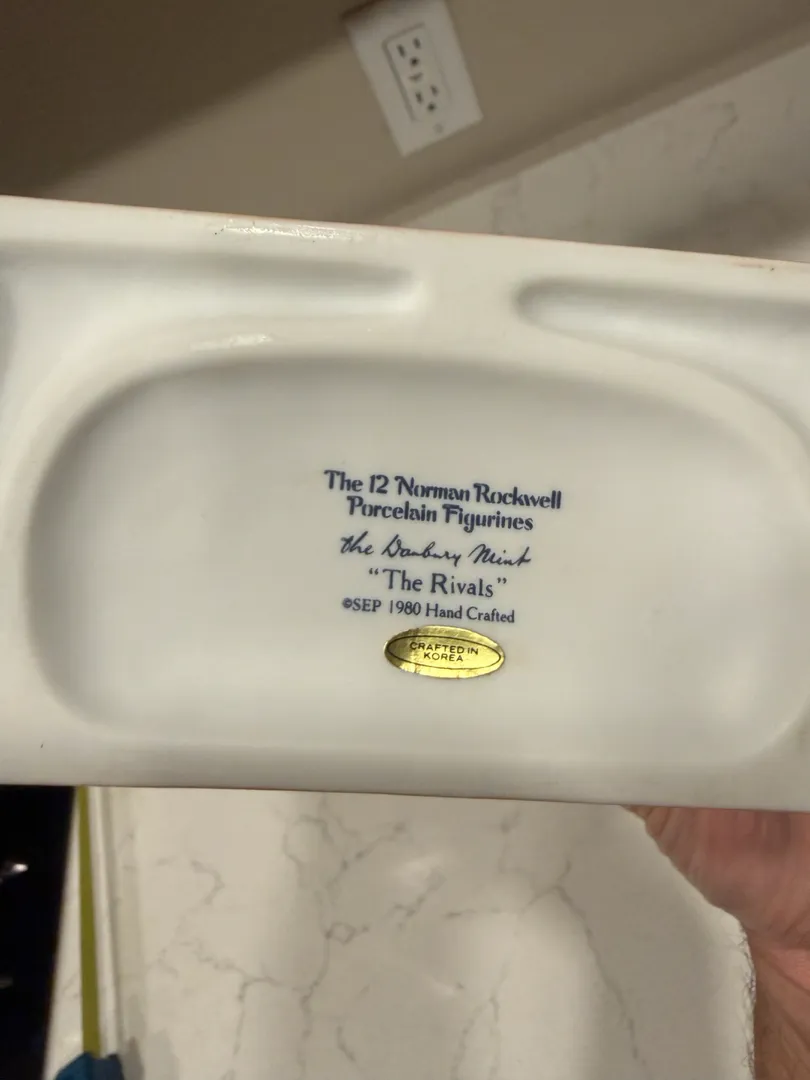 The 12 Norman Rockwell
Porcelain Figurines
the Danbury Mint
"The Rivals"
©SEP 1980 Hand Crafted
CRAFTED IN
KOREA